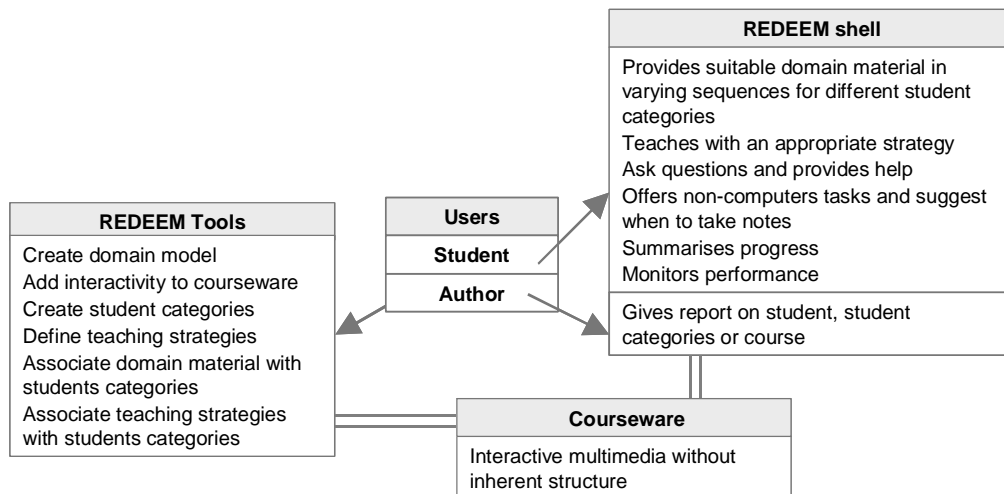 REDEEM shell
Provides suitable domain material in
varying sequences for different student
categories
Teaches with an appropriate strategy
Ask questions and provides help
Offers non-computers tasks and suggest
when to take notes
Summarises progress
Monitors performance
Gives report on student, student
categories or course
Users
Student
Author
REDEEM Tools
Create domain model
Add interactivity to courseware
Create student categories
Define teaching strategies
Associate domain material with
students categories
Associate teaching strategies
with students categories
Courseware
Interactive multimedia without
inherent structure